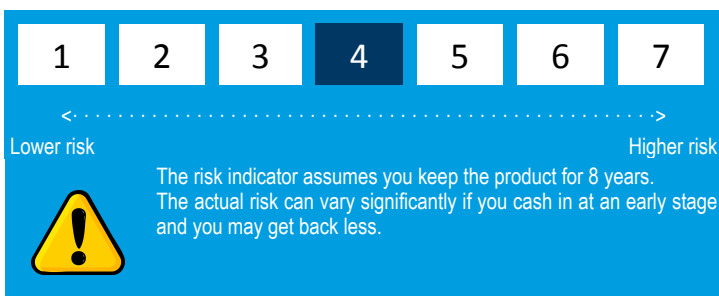 1 2 3 4 5 6 7
Lower risk Higher risk
The risk indicator assumes you keep the product for 8 years.
The actual risk can vary significantly if you cash in at an early stage
and you may get back less.